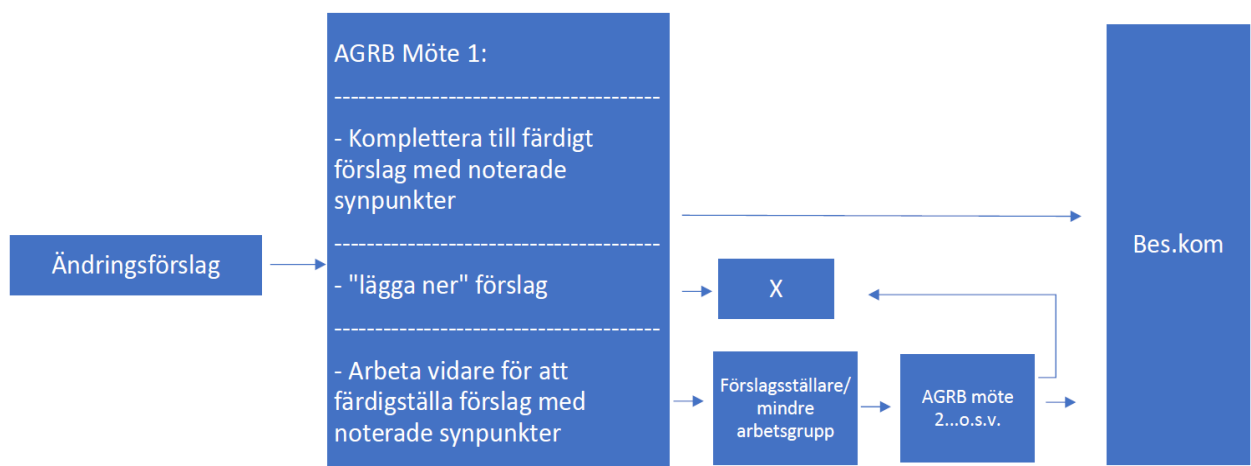 Ändringsförslag
AGRB Möte 1:
----------------------------------------
- Komplettera till färdigt
förslag med noterade
synpunkter
----------------------------------------
- "lägga ner" förslag
----------------------------------------
- Arbeta vidare för att
färdigställa förslag med
noterade synpunkter
X
Förslagsställare/
mindre
arbetsgrupp
AGRB möte
2...o.s.v.
Bes.kom